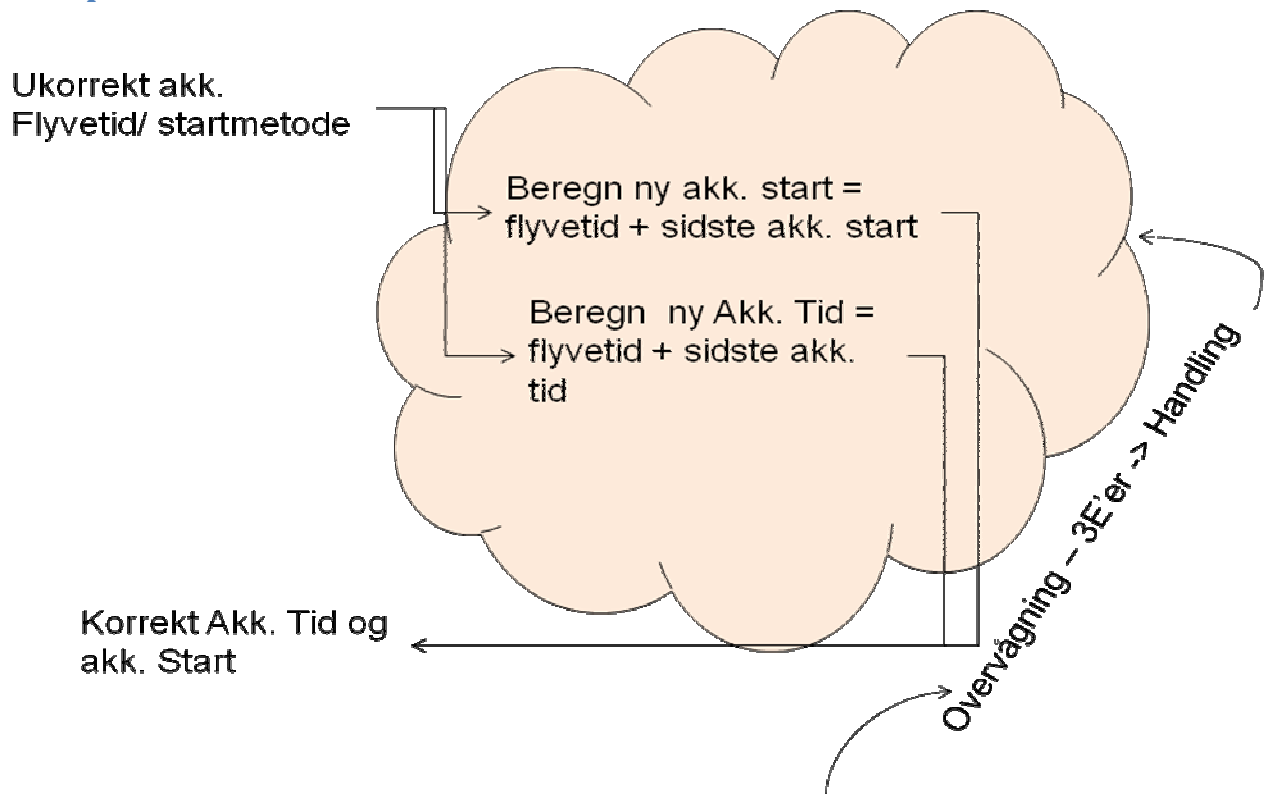 Ukorrekt akk.
Flyvetid/ startmetode
Beregn ny akk. start =
flyvetid + sidste akk. start
Beregn ny Akk. Tid =
flyvetid + sidste akk.
tid
Korrekt Akk. Tid og
akk. Start
Overvågning – 3E'er -> Handling